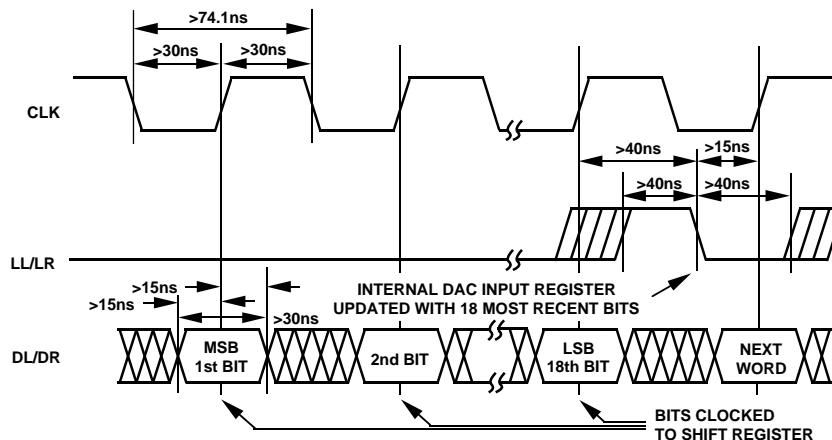 >74.1ns
>30ns >30ns
CLK
>40ns >15ns
>40ns >40ns
LL/LR
>15ns
>15ns
INTERNAL DAC INPUT REGISTER
UPDATED WITH 18 MOST RECENT BITS
>30ns
DL/DR
MSB
1st BIT
2nd BIT
LSB
18th BIT
NEXT
WORD
BITS CLOCKED
TO SHIFT REGISTER